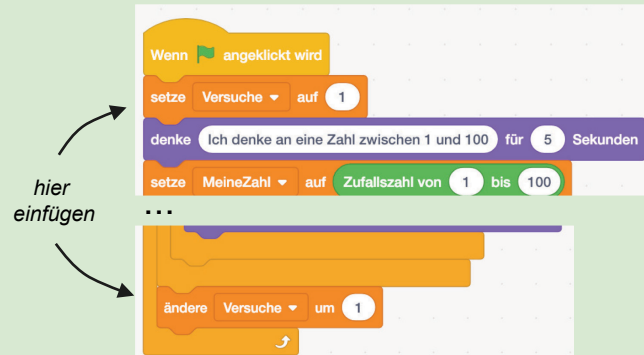 Wenn angeklickt wird
setze Versuche auf 1
denke Ich denke an eine Zahl zwischen 1 und 100 für 5 Sekunden
setze MeineZahl auf Zufallszahl von 1 bis 100
hier
einfügen
...
ändere Versuche um 1